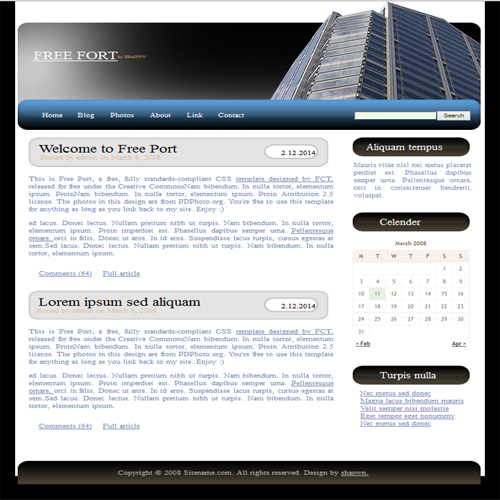 FREE FORT by SHAOWN
Home Blog Photos About Link Contact Search
Welcome to Free Port
2.12.2014
Posted by admin on March 8, 2008
This is Free Port, a free, fully standards-compliant CSS template designed by FCT,
released for free under the Creative CommonsNam bibendum. In nulla tortor, elementum
ipsum. ProieNam bibendum. In nulla tortor, elementum ipsum. Proin Attribution 2.5
license. The photos in this design are from PDPhoto.org. You're free to use this template
for anything as long as you link back to my site. Enjoy :)
ed lacus. Donec lactus. Nullam pretium nibh ut turpis. Nam bibendum. In nulla tortor,
elementum ipsum. Proin imperdiet est. Phasellus dapibus semper urna. Pellentesque
ornare, orci in felis. Donec ut ante. In id eros. Suspendisse lacus turpis, cursus egestas at
sem.Sed lacus. Donec lactus. Nullam pretium nibh ut turpis. Nam bibendum. In nulla
tortor, elementum ipsum.
Comments (64) Full article
Lorem ipsum sed aliquam
2.12.2014
Posted by admin on March 8, 2008
This is Free Port, a free, fully standards-compliant CSS template designed by FCT,
released for free under the Creative CommonsNam bibendum. In nulla tortor, elementum
ipsum. ProieNam bibendum. In nulla tortor, elementum ipsum. Proin Attribution 2.5
license. The photos in this design are from PDPhoto.org. You're free to use this template
for anything as long as you link back to my site. Enjoy :)
ed lacus. Donec lactus. Nullam pretium nibh ut turpis. Nam bibendum. In nulla tortor,
elementum ipsum. Proin imperdiet est. Phasellus dapibus semper urna. Pellentesque
ornare, orci in felis. Donec ut ante. In id eros. Suspendisse lacus turpis, cursus egestas at
sem.Sed lacus. Donec lactus. Nullam pretium nibh ut turpis. Nam bibendum. In nulla
tortor, elementum ipsum.
Comments (64) Full article
Aliquam tempus
Mauris vitae nisl nec metus placerat
perdiet est. Phasellus dapibus
semper urna. Pellentesque ornare,
orci in consectetuer hendrerit,
volutpat.
Celender
March 2008
M T W T F S S
1 2
3 4 5 6 7 8 9
10 11 12 13 14 15 16
17 18 19 20 21 22 23
24 25 26 27 28 29 30
31
« Feb Apr »
Turpis nulla
Nec metus sed donec
Magna lacus bibendum mauris
Velit semper nisi molestie
Eget tempor eget nonummy
Nec metus sed donec
Copyright ® 2008 Sitename.com. All rights reserved. Design by shaown.